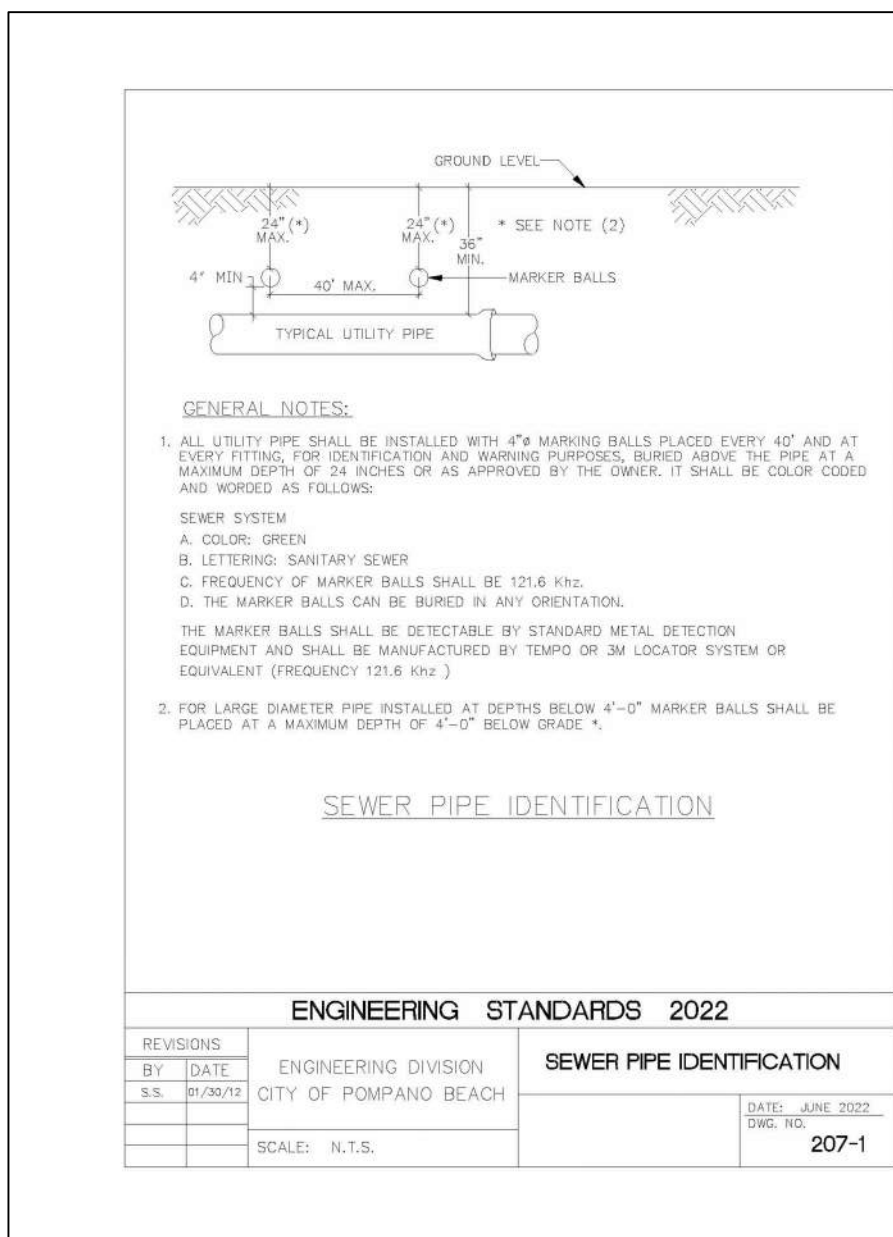 GROUND LEVEL
24"(*)
MAX.
24"(*)
MAX.
* SEE NOTE (2)
36"
MIN.
4" MIN
40' MAX.
MARKER BALLS
TYPICAL UTILITY PIPE
GENERAL NOTES:
1. ALL UTILITY PIPE SHALL BE INSTALLED WITH 4"ø MARKING BALLS PLACED EVERY 40' AND AT
EVERY FITTING, FOR IDENTIFICATION AND WARNING PURPOSES, BURIED ABOVE THE PIPE AT A
MAXIMUM DEPTH OF 24 INCHES OR AS APPROVED BY THE OWNER. IT SHALL BE COLOR CODED
AND WORDED AS FOLLOWS:
SEWER SYSTEM
A. COLOR: GREEN
B. LETTERING: SANITARY SEWER
C. FREQUENCY OF MARKER BALLS SHALL BE 121.6 Khz.
D. THE MARKER BALLS CAN BE BURIED IN ANY ORIENTATION.
THE MARKER BALLS SHALL BE DETECTABLE BY STANDARD METAL DETECTION
EQUIPMENT AND SHALL BE MANUFACTURED BY TEMPO OR 3M LOCATOR SYSTEM OR
EQUIVALENT (FREQUENCY 121.6 Khz )
2. FOR LARGE DIAMETER PIPE INSTALLED AT DEPTHS BELOW 4'-0" MARKER BALLS SHALL BE
PLACED AT A MAXIMUM DEPTH OF 4'-0" BELOW GRADE *.
SEWER PIPE IDENTIFICATION
ENGINEERING STANDARDS 2022
REVISIONS
BY DATE
S.S. 01/30/12
ENGINEERING DIVISION
CITY OF POMPANO BEACH
SCALE: N.T.S.
SEWER PIPE IDENTIFICATION
DATE: JUNE 2022
DWG. NO.
207-1